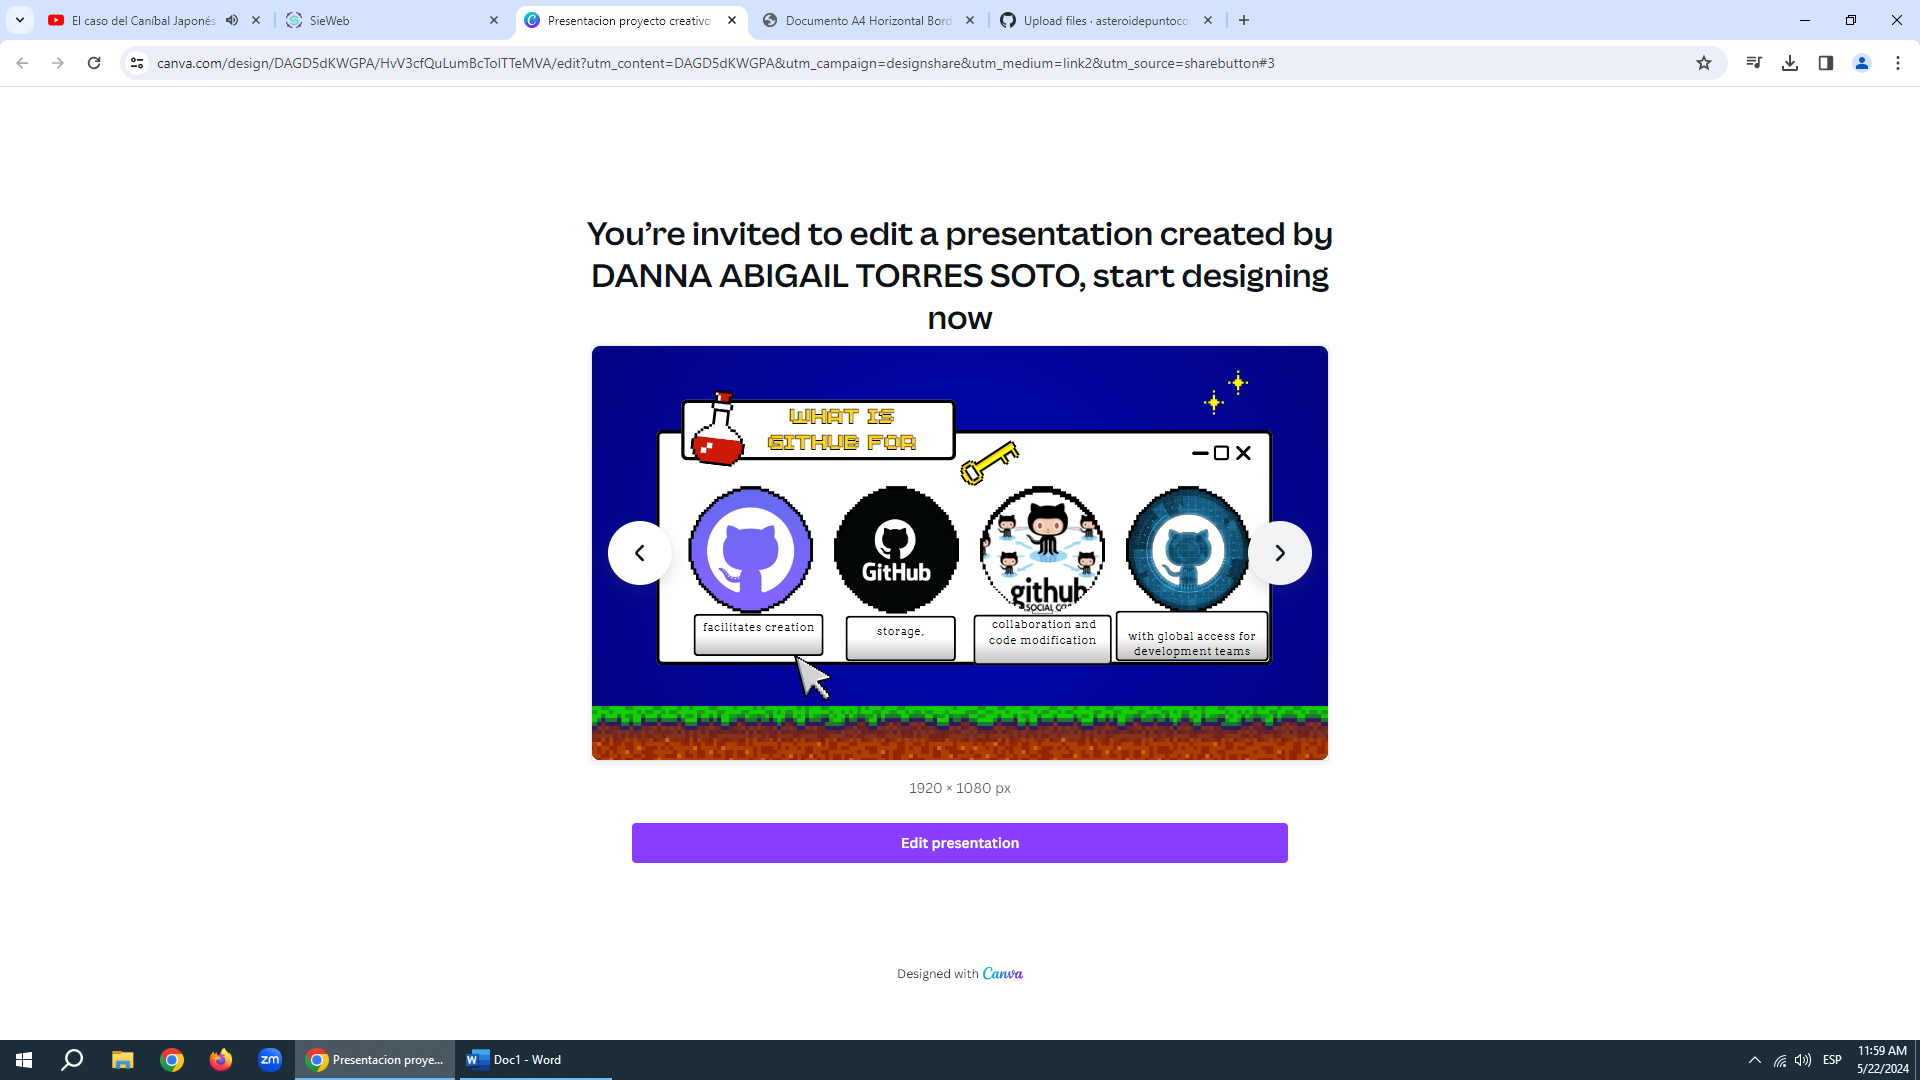 El caso del Caníbal Japonés
SieWeb
Presentacion proyecto creativo
Documento A4 Horizontal Bord
Upload files · asteroidepuntocor
canva.com/design/DAGD5dKWGPA/HvV3cfQuLumBcToITTeMVA/edit?utm_content=DAGD5dKWGPA&utm_campaign=designshare&utm_medium=link2&utm_source=sharebutton#3
You’re invited to edit a presentation created by
DANNA ABIGAIL TORRES SOTO, start designing
now
WHAT IS
GITHUB FOR
GitHub
github
SOCIAL
facilitates creation
storage,
collaboration and
code modification
with global access for
development teams
1920 × 1080 px
Edit presentation
Designed with Canva
zm
Presentacion proye...
Doc1 - Word
ESP
11:59 AM
5/22/2024